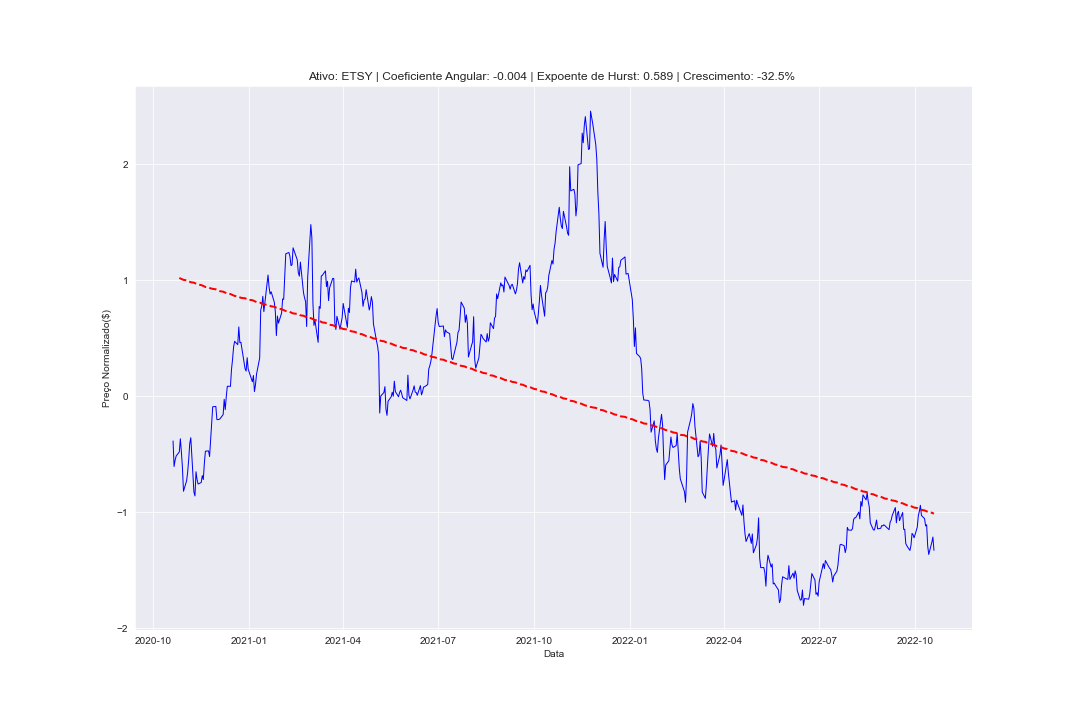 Ativo: ETSY | Coeficiente Angular: -0.004 | Expoente de Hurst: 0.589 | Crescimento: -32.5%
Preço Normalizado($)
2
1
0
−1
−2
2020-10 2021-01 2021-04 2021-07 2021-10 2022-01 2022-04 2022-07 2022-10
Data